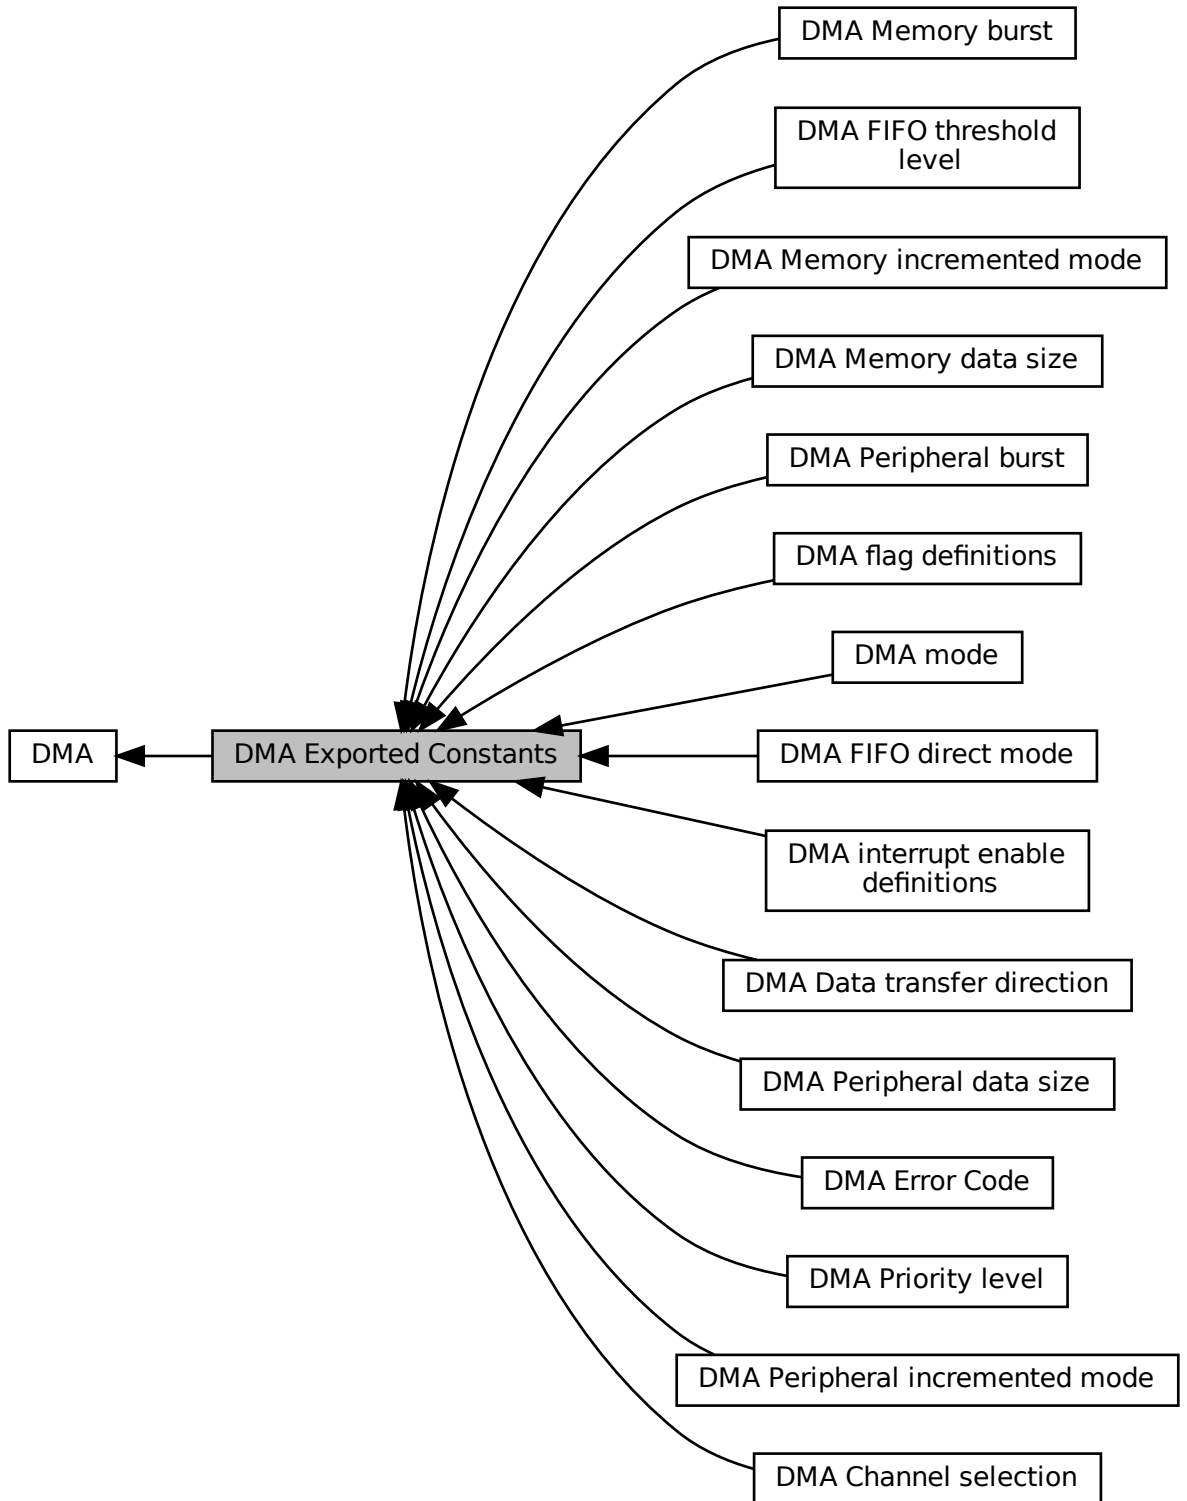 DMA Memory burst
DMA FIFO threshold
level
DMA Memory incremented mode
DMA Memory data size
DMA Peripheral burst
DMA flag definitions
DMA mode
DMA
DMA Exported Constants
DMA FIFO direct mode
DMA interrupt enable
definitions
DMA Data transfer direction
DMA Peripheral data size
DMA Error Code
DMA Priority level
DMA Peripheral incremented mode
DMA Channel selection